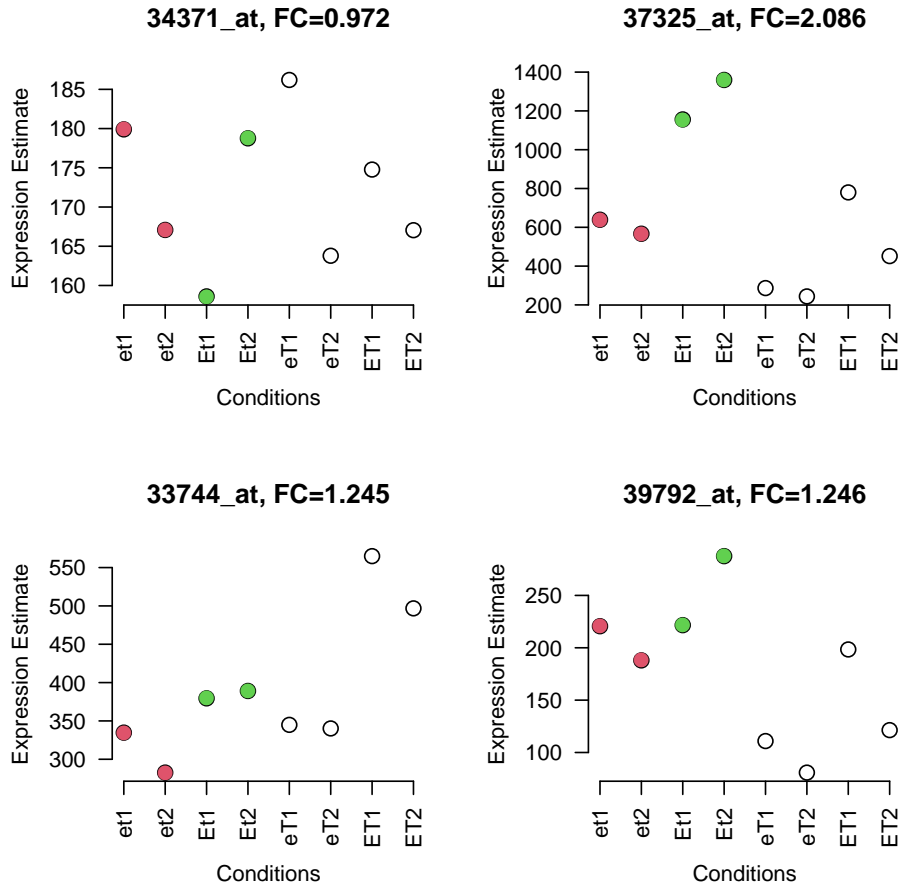 34371_at, FC=0.972
Expression Estimate
185
180
175
170
165
160
et1
et2
Et1
Et2
eT1
eT2
ET1
ET2
Conditions
37325_at, FC=2.086
Expression Estimate
1400
1200
1000
800
600
400
200
et1
et2
Et1
Et2
eT1
eT2
ET1
ET2
Conditions
33744_at, FC=1.245
Expression Estimate
550
500
450
400
350
300
et1
et2
Et1
Et2
eT1
eT2
ET1
ET2
Conditions
39792_at, FC=1.246
Expression Estimate
250
200
150
100
et1
et2
Et1
Et2
eT1
eT2
ET1
ET2
Conditions